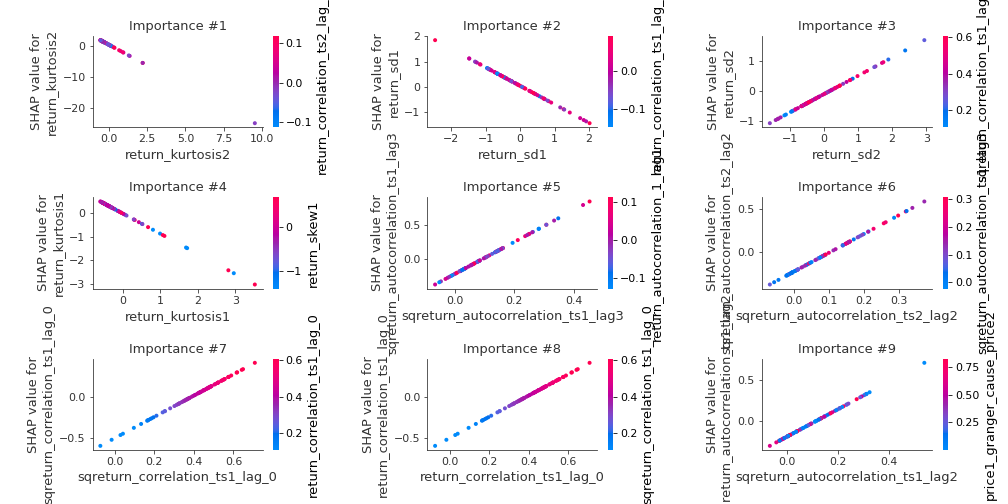 Importance #1
SHAP value for
return_kurtosis2
0
−10
−20
0.0
2.5
5.0
7.5
10.0
return_kurtosis2
0.1
0.0
−0.1
return_correlation_ts2_lag_
Importance #2
SHAP value for
return_sd1
2
1
0
−1
−2
−1
0
1
2
return_sd1
0.0
−0.1
return_correlation_ts1_lag_
Importance #3
SHAP value for
return_sd2
1
0
−1
−1
0
1
2
3
return_sd2
0.6
0.4
0.2
Importance #4
SHAP value for
return_kurtosis1
0
−1
−2
−3
0
1
2
3
return_kurtosis1
0
−1
return_skew1
Importance #5
SHAP value for
sqreturn_autocorrelation_ts1_lag3
0.5
0.0
0.0
0.2
0.4
sqreturn_autocorrelation_ts1_lag3
0.1
0.0
−0.1
Importance #6
SHAP value for
sqreturn_autocorrelation_ts2_lag2
0.5
0.0
0.0
0.1
0.2
0.3
sqreturn_autocorrelation_ts2_lag2
0.3
0.2
0.1
0.0
Importance #7
SHAP value for
sqreturn_correlation_ts1_lag_0
0.0
−0.5
0.0
0.2
0.4
0.6
sqreturn_correlation_ts1_lag_0
0.6
0.4
0.2
return_correlation_ts1_lag_0
Importance #8
SHAP value for
return_correlation_ts1_lag_0
0.0
−0.5
0.0
0.2
0.4
0.6
return_correlation_ts1_lag_0
0.6
0.4
0.2
sqreturn_correlation_ts1_lag_0
Importance #9
SHAP value for
sqreturn_autocorrelation_ts1_lag2
0.5
0.0
0.0
0.2
0.4
sqreturn_autocorrelation_ts1_lag2
0.75
0.50
0.25
price1_granger_cause_price2